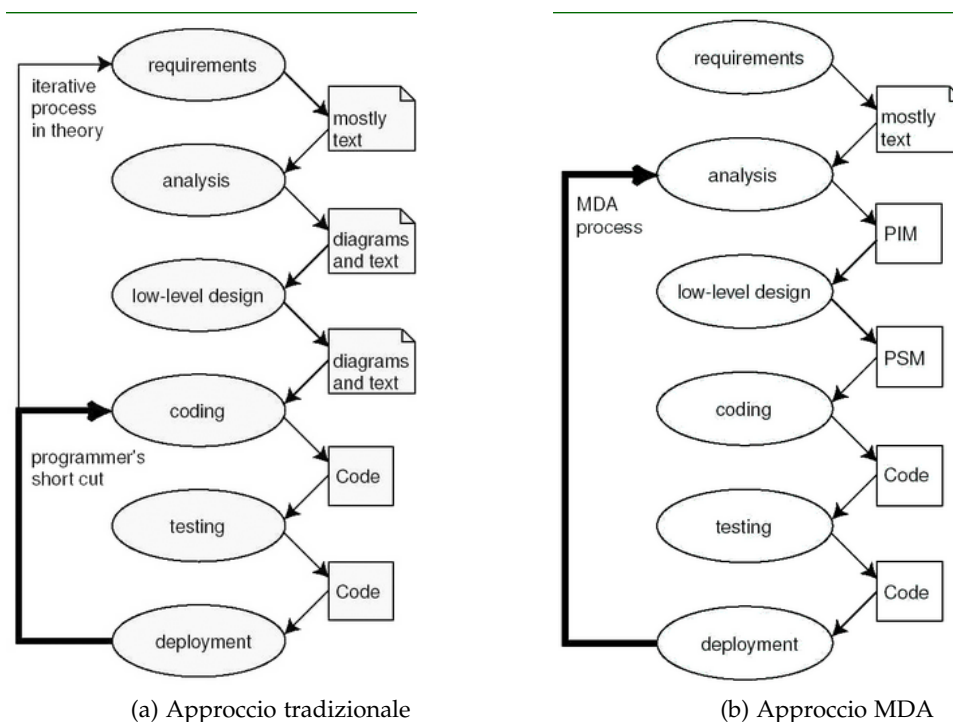 requirements
iterative
process
in theory
mostly
text
analysis
diagrams
and text
low-level design
diagrams
and text
coding
programmer's
short cut
Code
testing
Code
deployment
(a) Approccio tradizionale
requirements
mostly
text
analysis
MDA
process
PIM
low-level design
PSM
coding
Code
testing
Code
deployment
(b) Approccio MDA